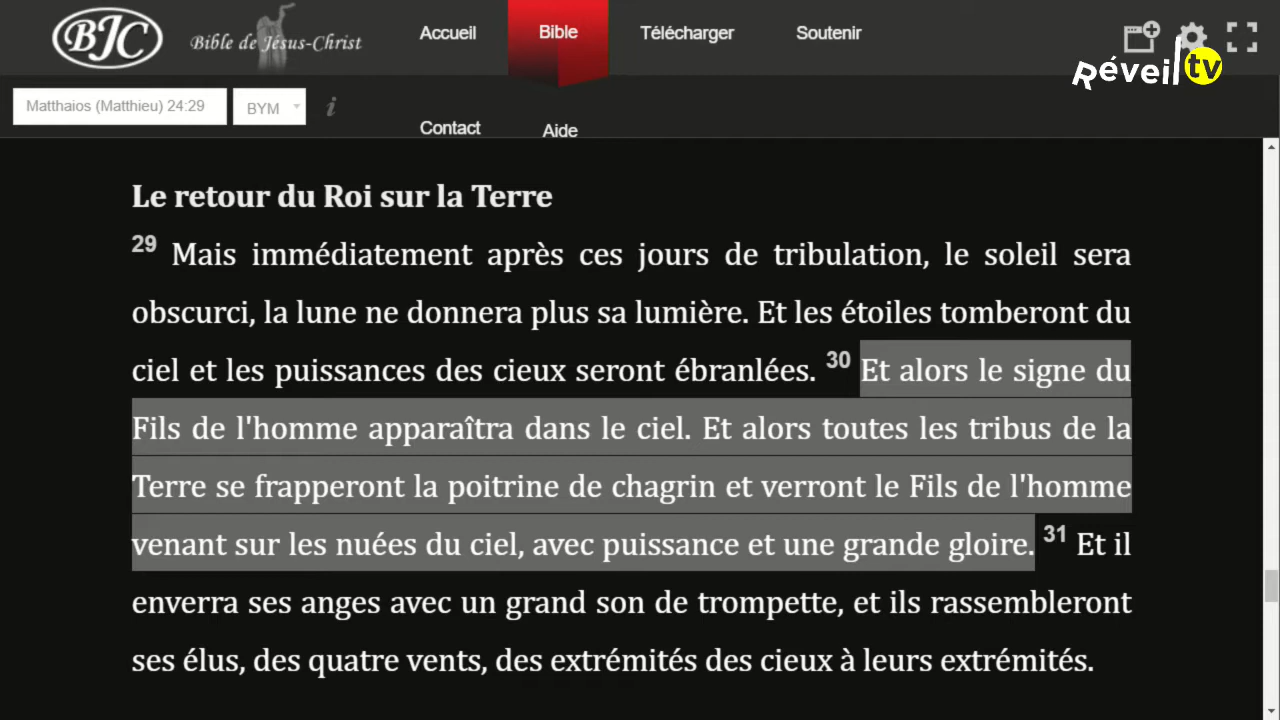 BJC
Bible de Jésus-Christ
Accueil
Bible
Télécharger
Soutenir
Réveil tv
Matthaios (Matthieu) 24:29
BYM
i
Contact
Aide
Le retour du Roi sur la Terre
29 Mais immédiatement après ces jours de tribulation, le soleil sera
obscurci, la lune ne donnera plus sa lumière. Et les étoiles tomberont du
ciel et les puissances des cieux seront ébranlées. 30 Et alors le signe du
Fils de l'homme apparaîtra dans le ciel. Et alors toutes les tribus de la
Terre se frapperont la poitrine de chagrin et verront le Fils de l'homme
venant sur les nuées du ciel, avec puissance et une grande gloire. 31 Et il
enverra ses anges avec un grand son de trompette, et ils rassembleront
ses élus, des quatre vents, des extrémités des cieux à leurs extrémités.